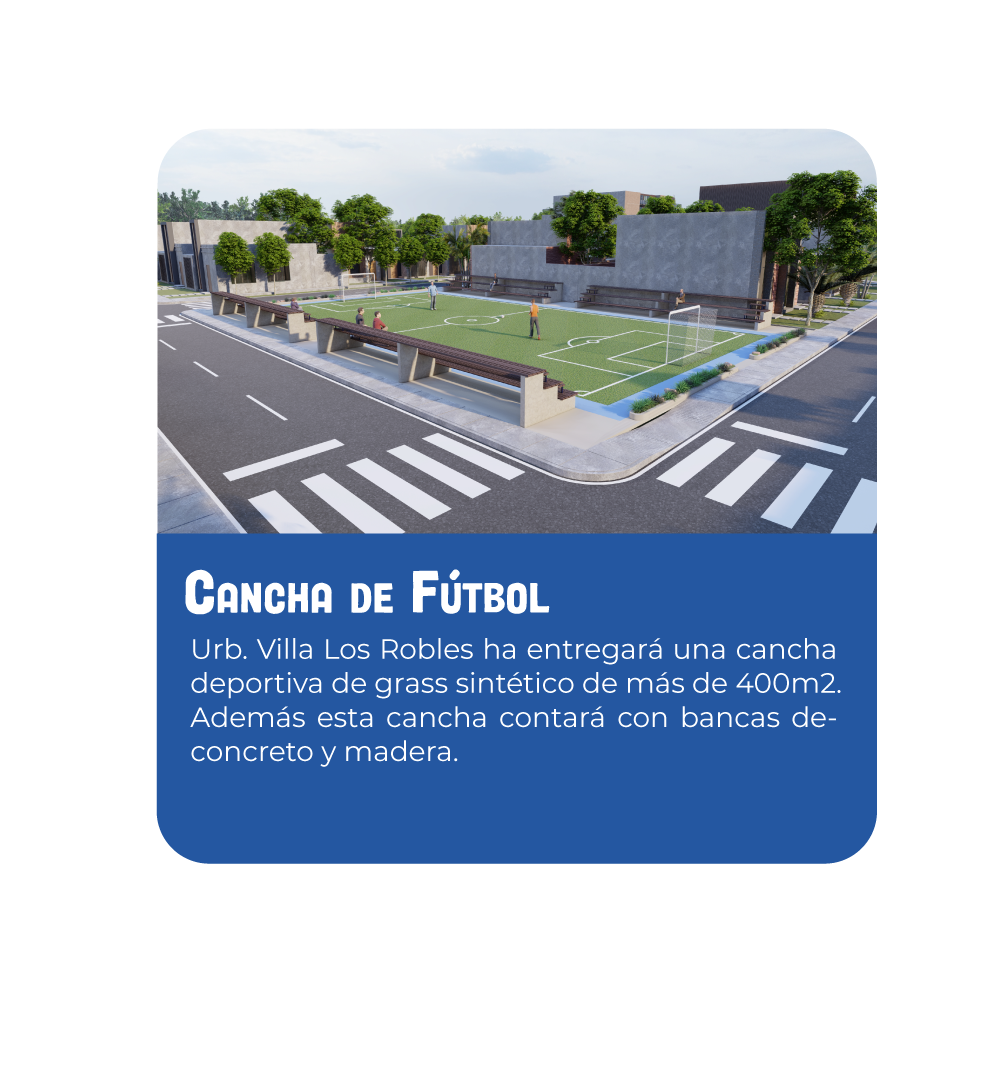 Cancha de Fútbol
Urb. Villa Los Robles ha entregará una cancha
deportiva de grass sintético de más de 400m2.
Además esta cancha contará con bancas de-
concreto y madera.